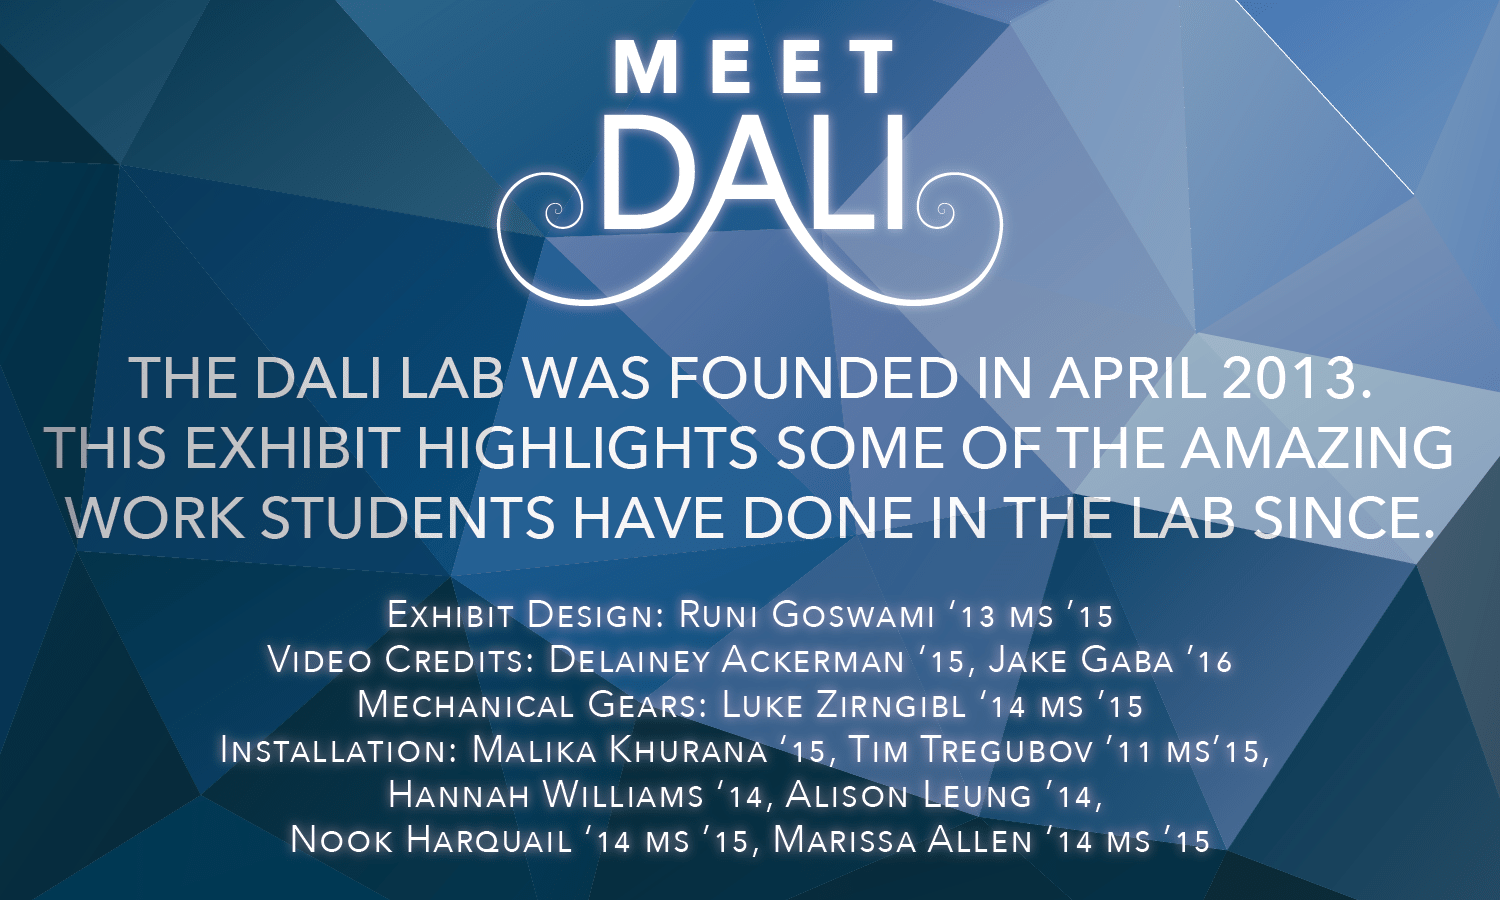 MEET
DALI
THE DALI LAB WAS FOUNDED IN APRIL 2013.
THIS EXHIBIT HIGHLIGHTS SOME OF THE AMAZING
WORK STUDENTS HAVE DONE IN THE LAB SINCE.
Exhibit Design: Runi Goswami ‘13 ms ’15
Video Credits: Delainey Ackerman ‘15, Jake Gaba ’16
Mechanical Gears: Luke Zirngibl ‘14 ms ’15
Installation: Malika Khurana ‘15, Tim Tregubov ’11 ms’15,
Hannah Williams ‘14, Alison Leung ’14,
Nook Harquail ‘14 ms ’15, Marissa Allen ‘14 ms ’15